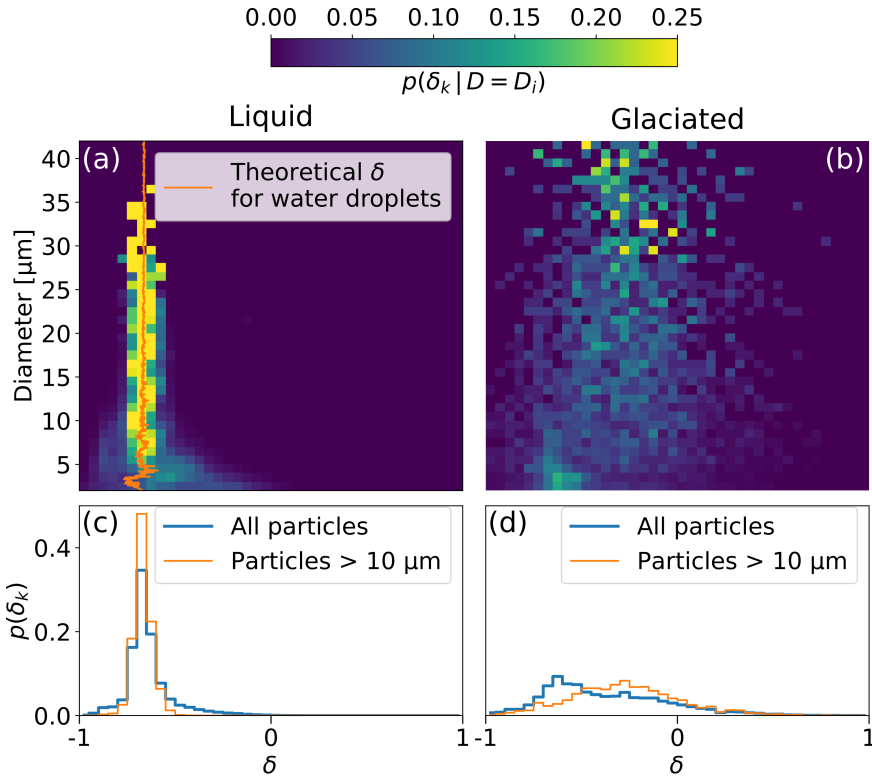 0.00 0.05 0.10 0.15 0.20 0.25
p(δₖ | D = Dᵢ)
Liquid
Glaciated
(a)
Theoretical δ
for water droplets
(b)
40
35
30
25
20
15
10
5
Diameter [µm]
(c)
All particles
Particles > 10 µm
(d)
All particles
Particles > 10 µm
0.4
0.2
0.0
p(δₖ)
-1 0 1
δ
-1 0 1
δ